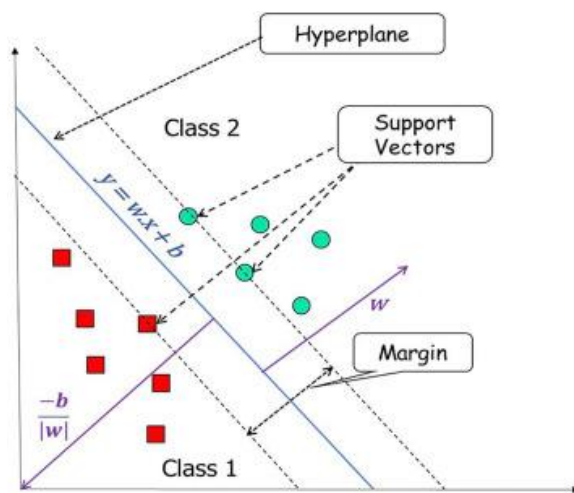 Hyperplane
Class 2
Support
Vectors
y = w.x + b
w
Margin
-b
|w|
Class 1